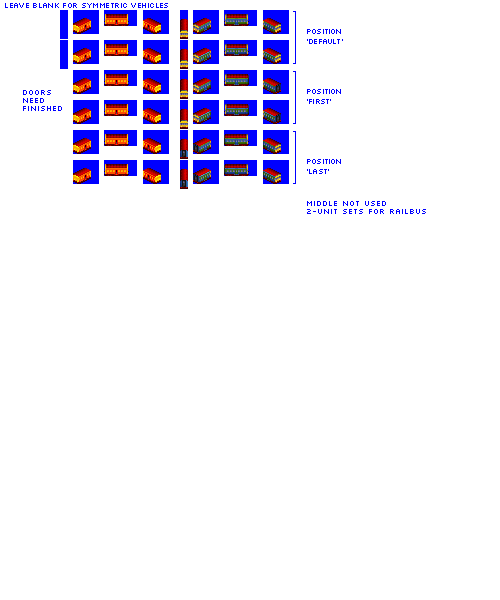 LEAVE BLANK FOR SYMMETRIC VEHICLES
POSITION
'DEFAULT'
DOORS
NEED
FINISHED
POSITION
'FIRST'
POSITION
'LAST'
MIDDLE NOT USED
2-UNIT SETS FOR RAILBUS